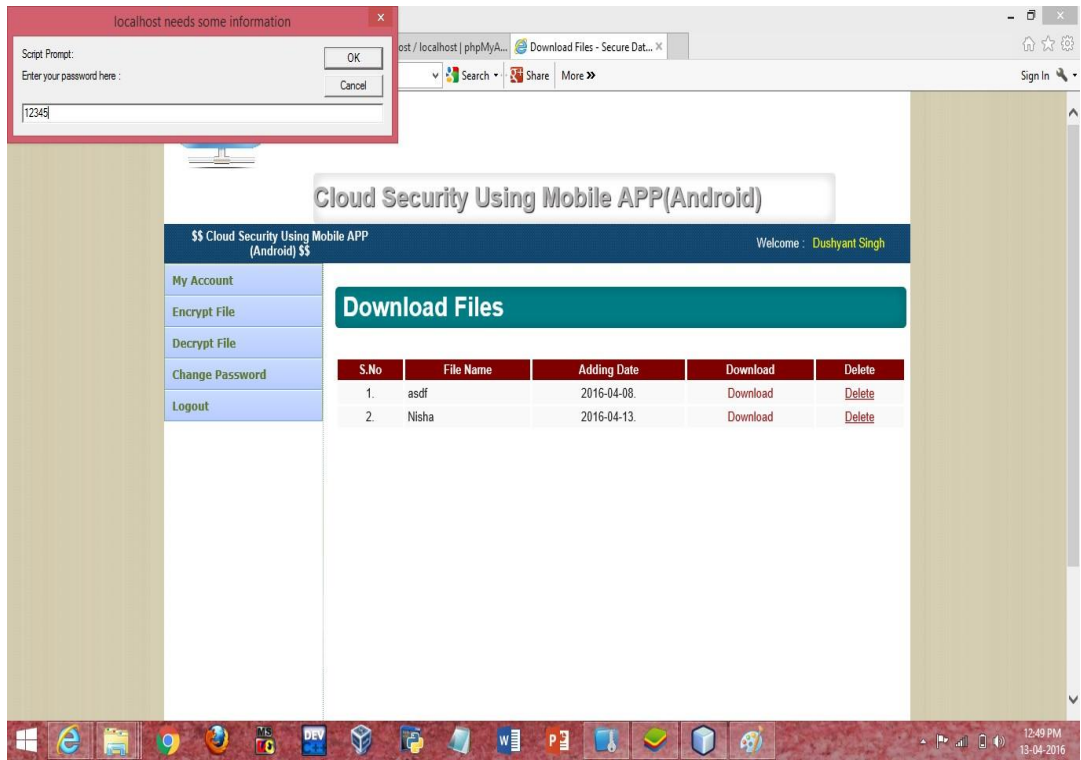 localhost needs some information
x
Script Prompt:
OK
Enter your password here :
Cancel
12345
ost / localhost | phpMyA...
Download Files - Secure Dat... ×
Search
Share
More »
Sign In
Cloud Security Using Mobile APP(Android)
$$ Cloud Security Using Mobile APP
(Android) $$
Welcome : Dushyant Singh
My Account
Encrypt File
Decrypt File
Change Password
Logout
Download Files
S.No File Name Adding Date Download Delete
1. asdf 2016-04-08. Download Delete
2. Nisha 2016-04-13. Download Delete
MS
10
DEV
12:49 PM
13-04-2016